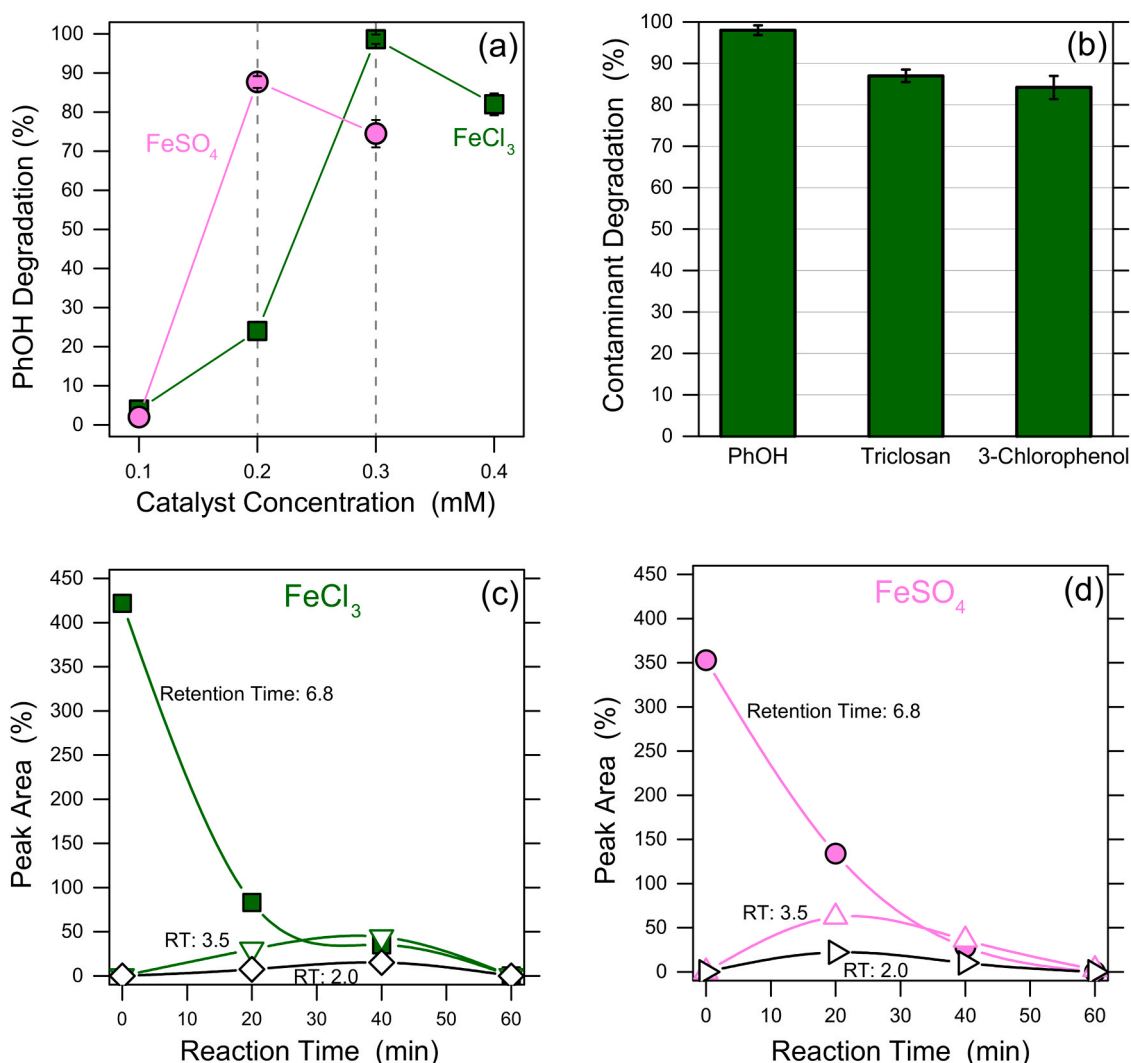 (a)
100
90
80
70
60
50
40
30
20
10
0
PhOH Degradation (%)
FeSO₄
FeCl₃
0.1 0.2 0.3 0.4
Catalyst Concentration (mM)
(b)
100
90
80
70
60
50
40
30
20
10
0
Contaminant Degradation (%)
PhOH Triclosan 3-Chlorophenol
(c)
FeCl₃
450
400
350
300
250
200
150
100
50
0
Peak Area (%)
Retention Time: 6.8
RT: 3.5
RT: 2.0
0 10 20 30 40 50 60
Reaction Time (min)
(d)
FeSO₄
450
400
350
300
250
200
150
100
50
0
Peak Area (%)
Retention Time: 6.8
RT: 3.5
RT: 2.0
0 10 20 30 40 50 60
Reaction Time (min)